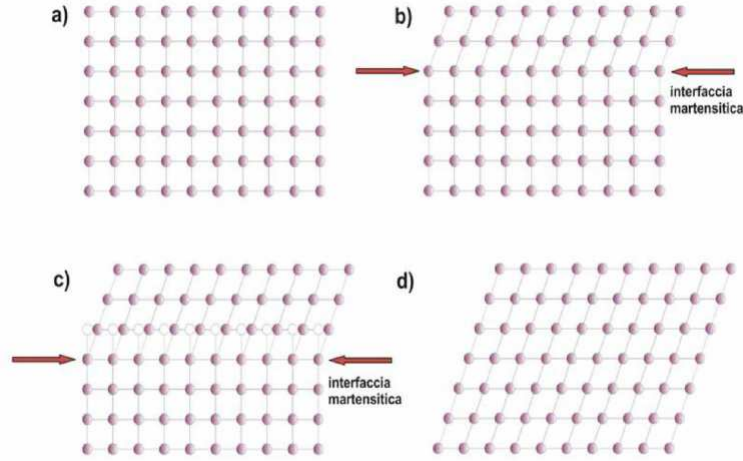 a)
b)
interfaccia
martensitica
c)
d)
interfaccia
martensitica